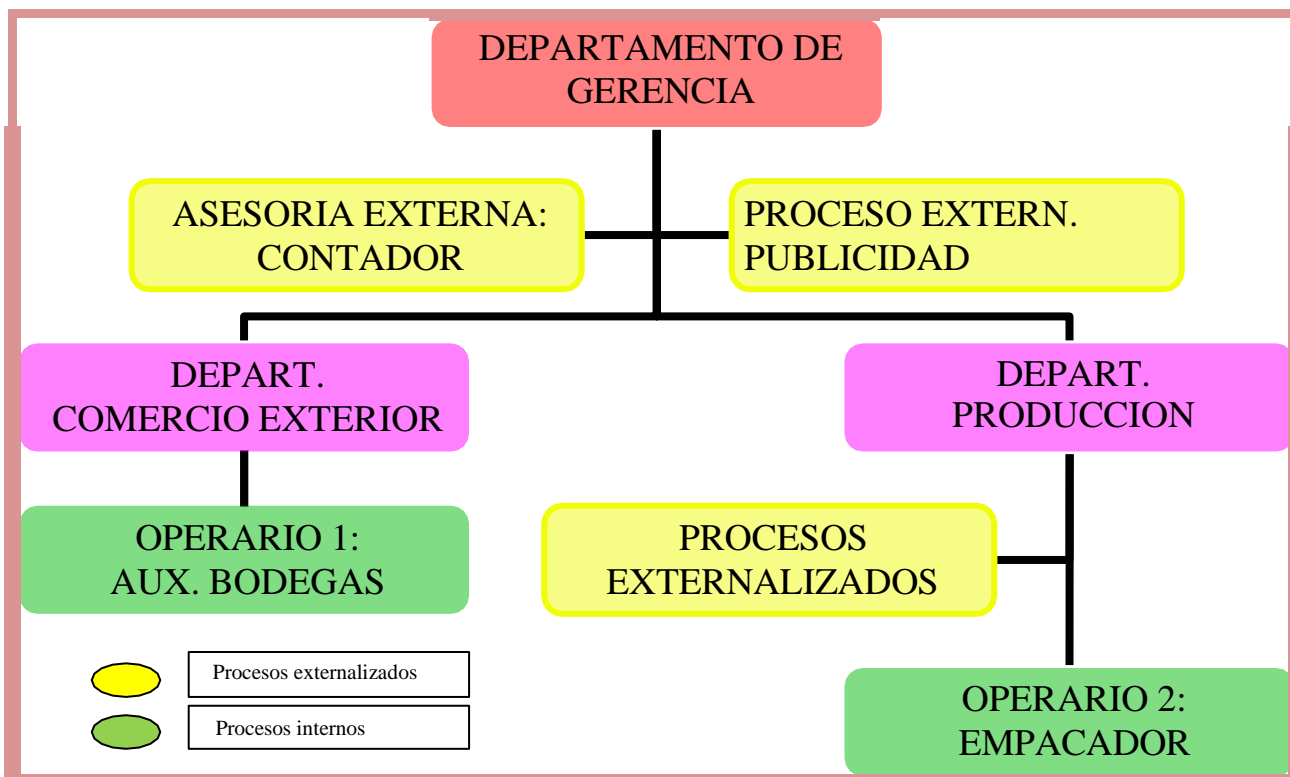 DEPARTAMENTO DE
GERENCIA
ASESORIA EXTERNA:
CONTADOR
PROCESO EXTERN.
PUBLICIDAD
DEPART.
COMERCIO EXTERIOR
DEPART.
PRODUCCION
OPERARIO 1:
AUX. BODEGAS
PROCESOS
EXTERNALIZADOS
Procesos externalizados
Procesos internos
OPERARIO 2:
EMPACADOR